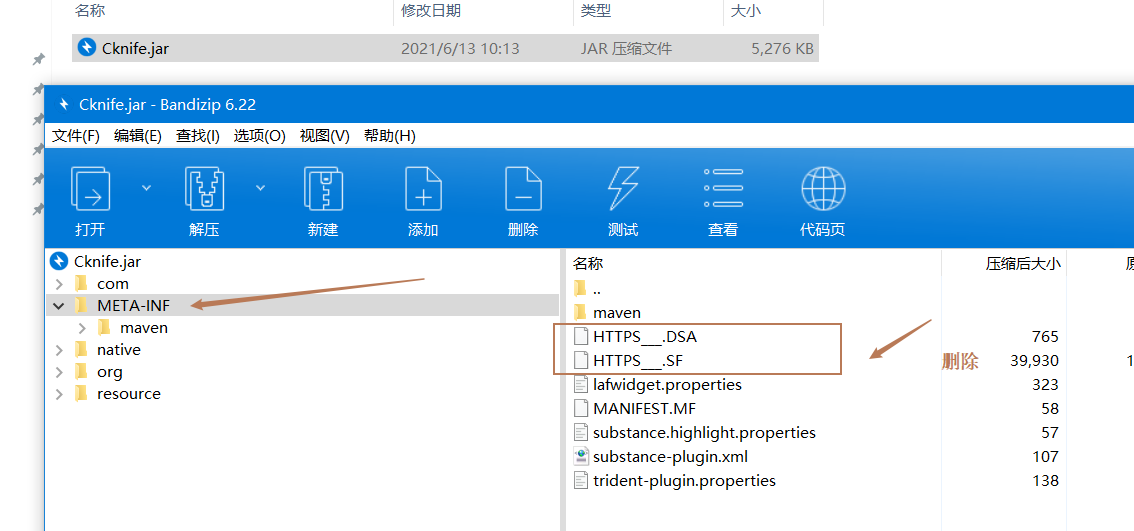 名称 修改日期 类型 大小
Cknife.jar 2021/6/13 10:13 JAR 压缩文件 5,276 KB
Cknife.jar - Bandizip 6.22
文件(F) 编辑(E) 查找(I) 选项(O) 视图(V) 帮助(H)
打开 解压 新建 添加 删除 测试 查看 代码页
Cknife.jar
com
META-INF
maven
native
org
resource
名称 压缩后大小 原
..
maven
HTTPS___.DSA 765
HTTPS___.SF 39,930 1
删除
lafwidget.properties 323
MANIFEST.MF 58
substance.highlight.properties 57
substance-plugin.xml 107
trident-plugin.properties 138